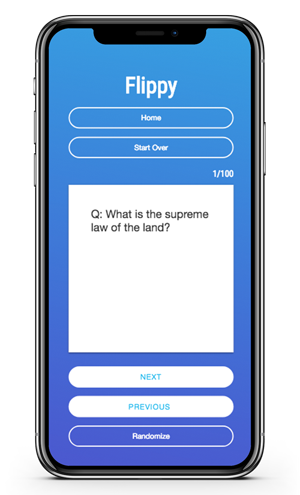 Flippy
Home
Start Over
1/100
Q: What is the supreme
law of the land?
NEXT
PREVIOUS
Randomize